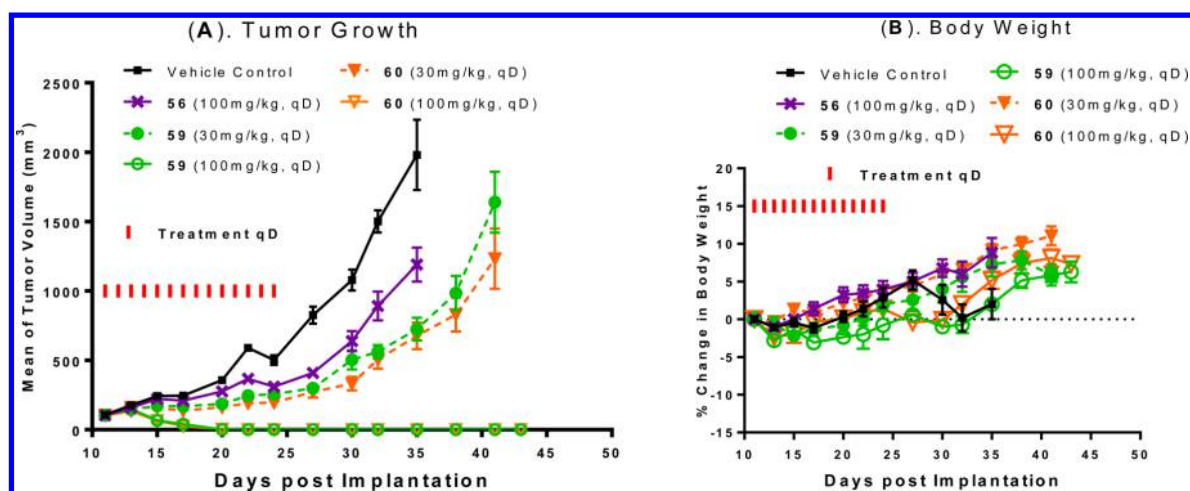 (A). Tumor Growth
Vehicle Control
56 (100mg/kg, qD)
59 (30mg/kg, qD)
59 (100mg/kg, qD)
60 (30mg/kg, qD)
60 (100mg/kg, qD)
Treatment qD
Mean of Tumor Volume (mm³)
2500
2000
1500
1000
500
0
10 15 20 25 30 35 40 45 50
Days post Implantation
(B). Body Weight
Vehicle Control
56 (100mg/kg, qD)
59 (30mg/kg, qD)
59 (100mg/kg, qD)
60 (30mg/kg, qD)
60 (100mg/kg, qD)
Treatment qD
% Change in Body Weight
20
15
10
5
0
-5
-10
-15
10 15 20 25 30 35 40 45 50
Days post Implantation